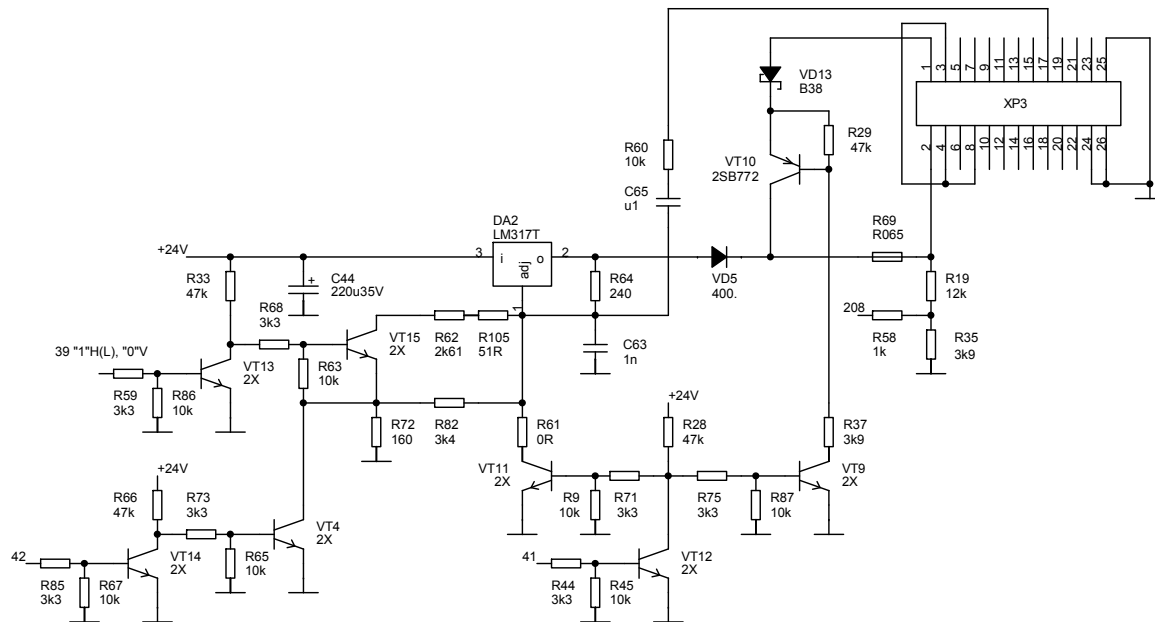 1 3 5 7 9 11 13 15 17 19 21 23 25
XP3
2 4 6 8 10 12 14 16 18 20 22 24 26
VD13
B38
R29
47k
R60
10k
VT10
2SB772
C65
u1
DA2
LM317T
R69
R065
+24V
3
i
o
adj
1
2
R33
47k
C44
220u35V
+
R64
240
VD5
400.
R19
12k
R68
3k3
208
R58
1k
R35
3k9
VT15
2X
R62
2k61
R105
51R
C63
1n
39 "1"H(L), "0"V
VT13
2X
R63
10k
R59
3k3
R86
10k
R72
160
R82
3k4
R61
0R
+24V
R28
47k
R37
3k9
VT11
2X
VT9
2X
+24V
R66
47k
R73
3k3
R9
10k
R71
3k3
R75
3k3
R87
10k
VT4
2X
42
VT14
2X
R65
10k
41
VT12
2X
R85
3k3
R67
10k
R44
3k3
R45
10k